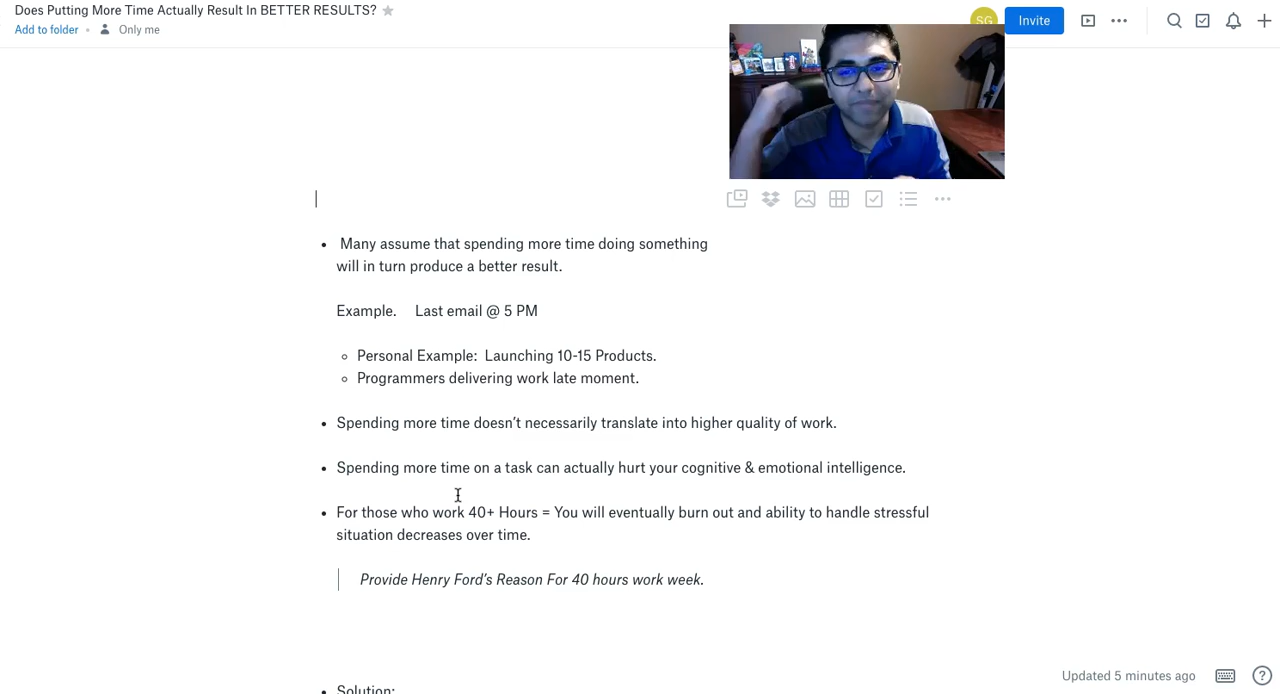 Does Putting More Time Actually Result In BETTER RESULTS?
Add to folder • Only me
SG
Invite
• Many assume that spending more time doing something
will in turn produce a better result.
Example. Last email @ 5 PM
◦ Personal Example: Launching 10-15 Products.
◦ Programmers delivering work late moment.
• Spending more time doesn’t necessarily translate into higher quality of work.
• Spending more time on a task can actually hurt your cognitive & emotional intelligence.
• For those who work 40+ Hours = You will eventually burn out and ability to handle stressful
situation decreases over time.
Provide Henry Ford’s Reason For 40 hours work week.
• Solution:
Updated 5 minutes ago